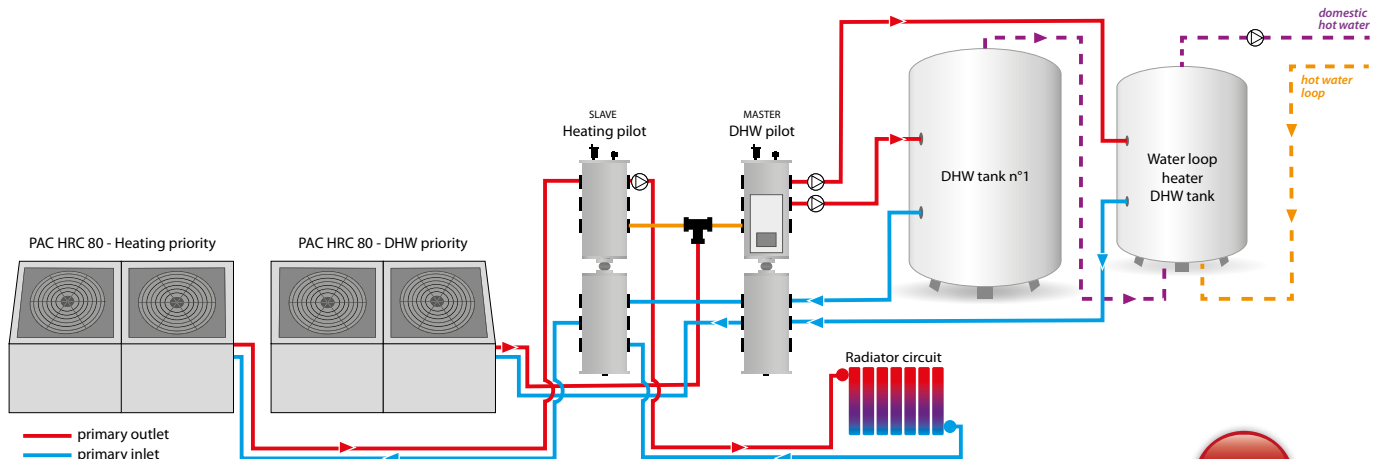 domestic
hot water
hot water
loop
SLAVE
Heating pilot
MASTER
DHW pilot
DHW tank n°1
Water loop
heater
DHW tank
PAC HRC 80 - Heating priority
PAC HRC 80 - DHW priority
Radiator circuit
primary outlet
primary inlet